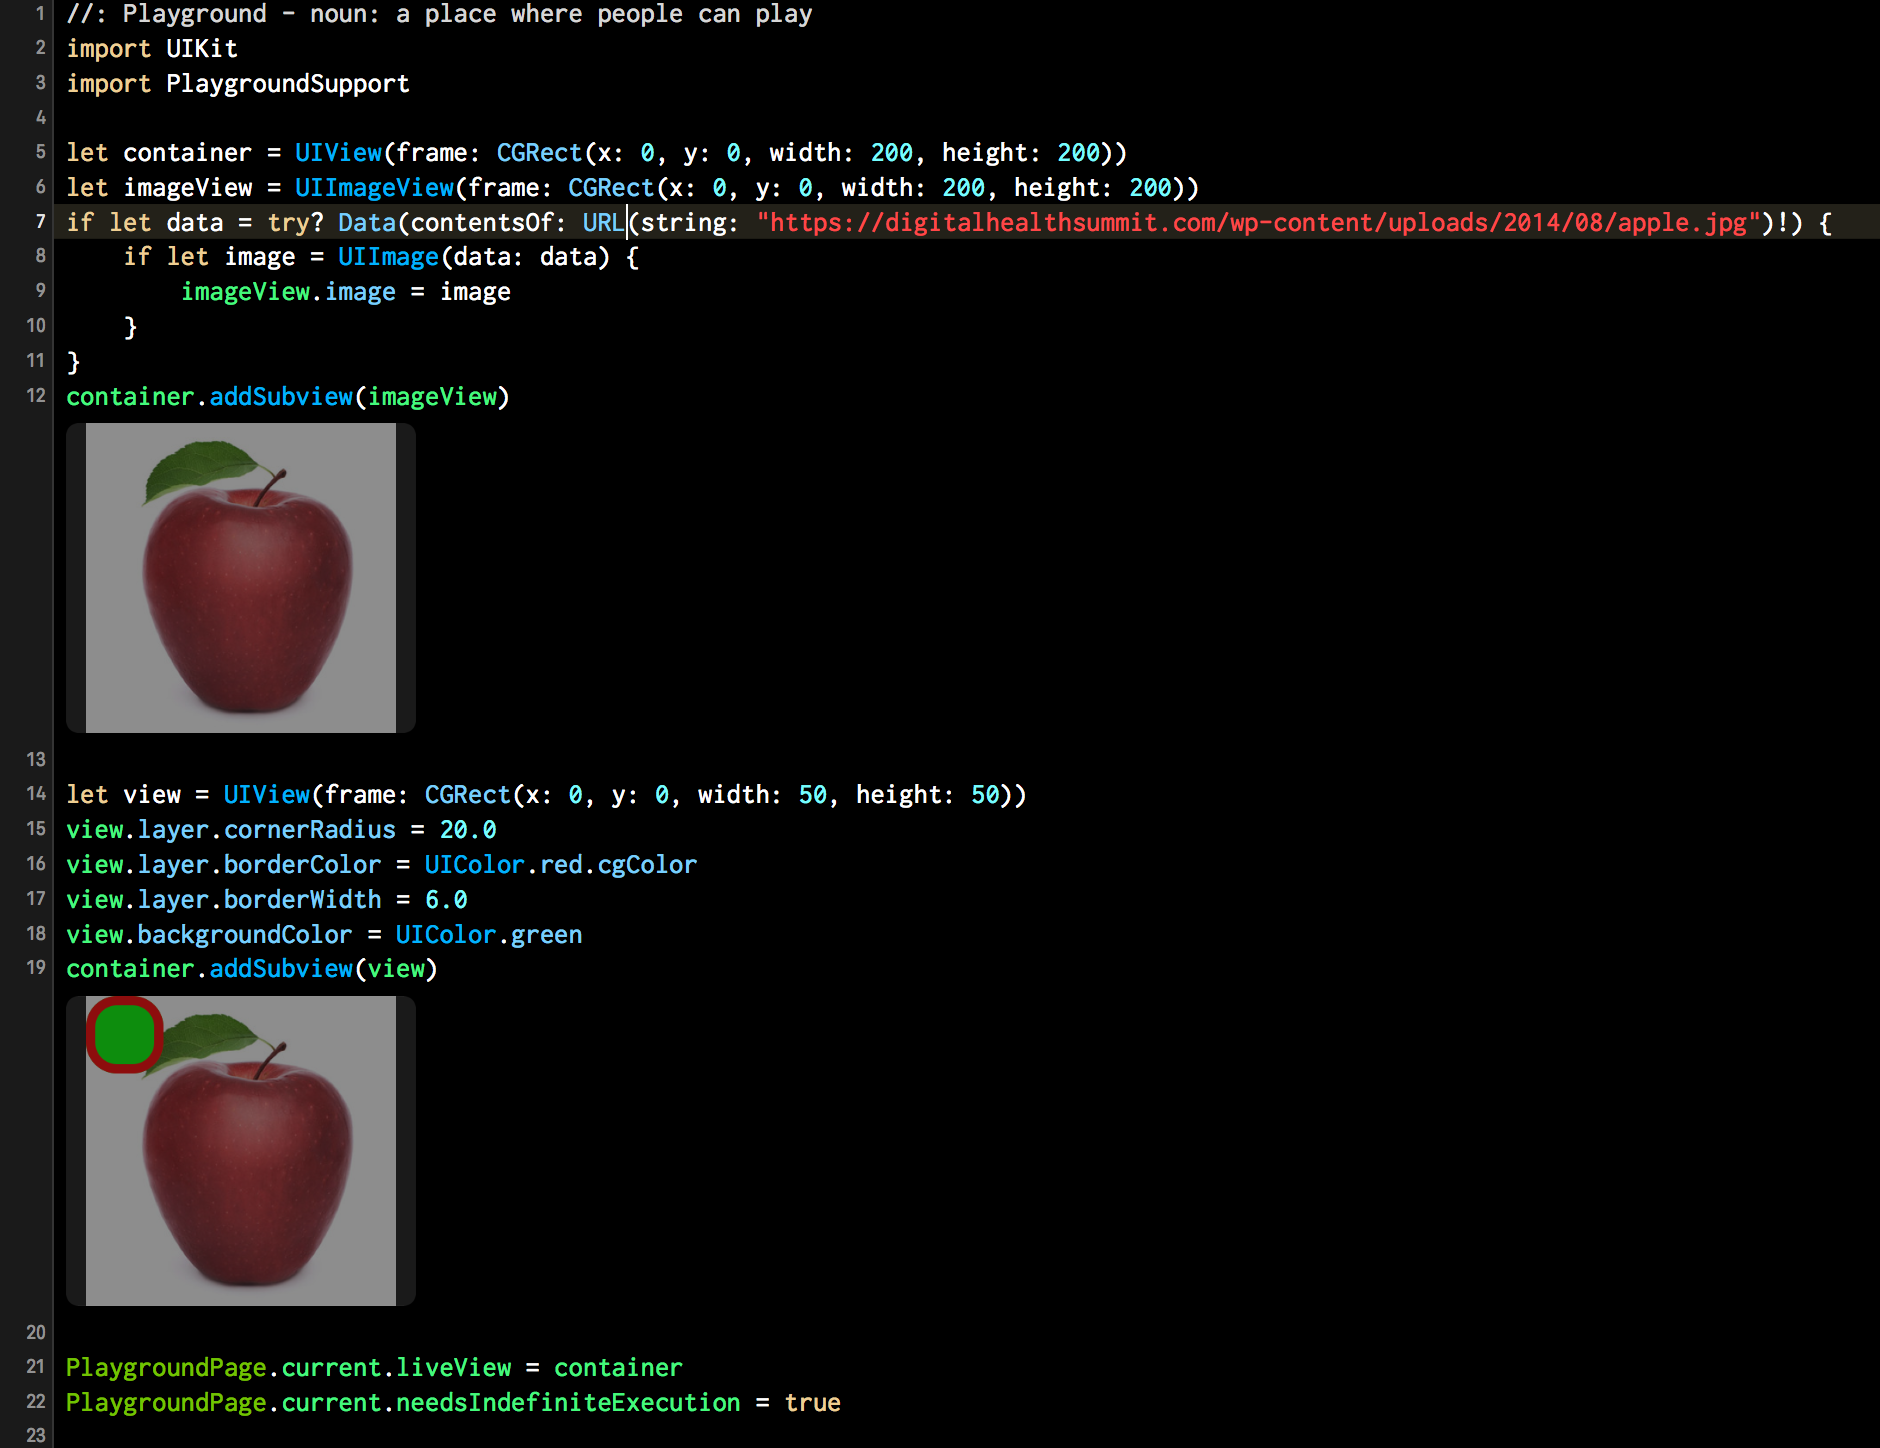 1 //: Playground - noun: a place where people can play
2 import UIKit
3 import PlaygroundSupport
4
5 let container = UIView(frame: CGRect(x: 0, y: 0, width: 200, height: 200))
6 let imageView = UIImageView(frame: CGRect(x: 0, y: 0, width: 200, height: 200))
7 if let data = try? Data(contentsOf: URL(string: "https://digitalhealthsummit.com/wp-content/uploads/2014/08/apple.jpg")!) {
8     if let image = UIImage(data: data) {
9         imageView.image = image
10     }
11 }
12 container.addSubview(imageView)
13
14 let view = UIView(frame: CGRect(x: 0, y: 0, width: 50, height: 50))
15 view.layer.cornerRadius = 20.0
16 view.layer.borderColor = UIColor.red.cgColor
17 view.layer.borderWidth = 6.0
18 view.backgroundColor = UIColor.green
19 container.addSubview(view)
20
21 PlaygroundPage.current.liveView = container
22 PlaygroundPage.current.needsIndefiniteExecution = true
23